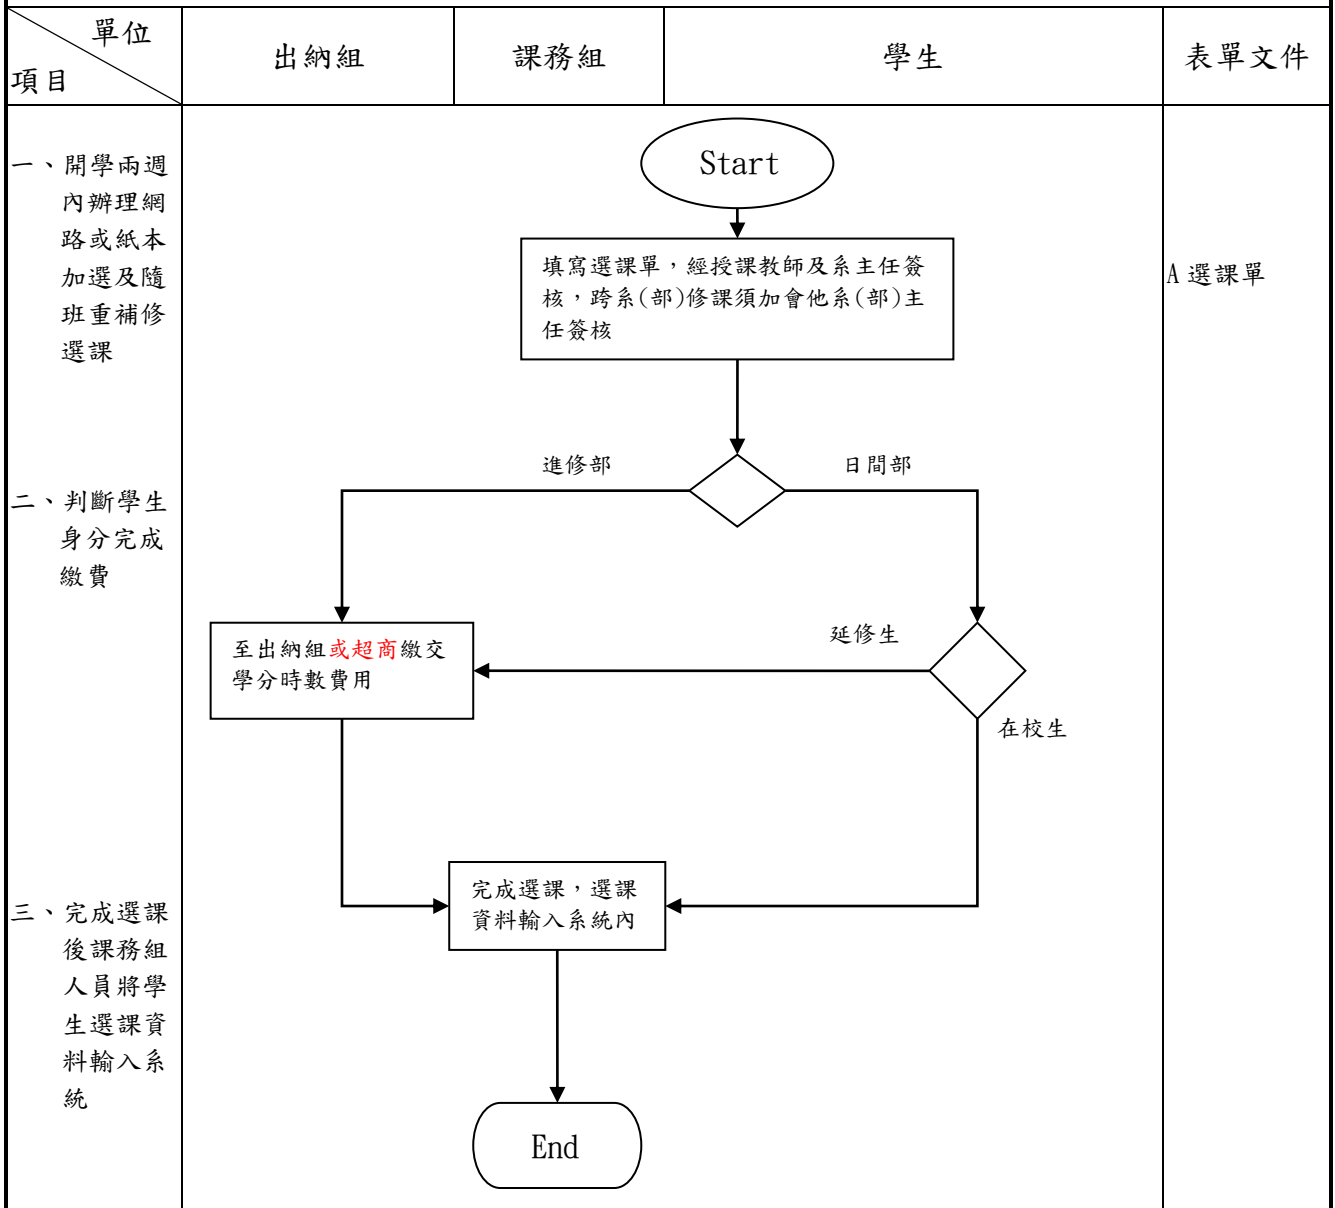 單位
項目
出納組
課務組
學生
表單文件
一、開學兩週
內辦理網
路或紙本
加選及隨
班重補修
選課
二、判斷學生
身分完成
繳費
三、完成選課
後課務組
人員將學
生選課資
料輸入系
統
Start
填寫選課單，經授課教師及系主任簽
核，跨系(部)修課須加會他系(部)主
任簽核
進修部
日間部
至出納組或超商繳交
學分時數費用
延修生
在校生
完成選課，選課
資料輸入系統內
End
A 選課單